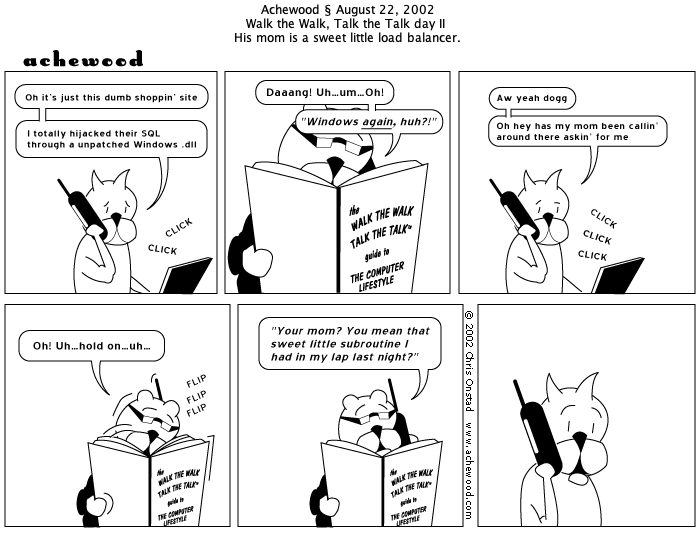 Achewood § August 22, 2002
Walk the Walk, Talk the Talk day II
His mom is a sweet little load balancer.
achewood
Oh it's just this dumb shoppin' site
I totally hijacked their SQL
through a unpatched Windows .dll
CLICK
CLICK
Daaang! Uh...um...Oh!
"Windows again, huh?!"
the
WALK THE WALK
TALK THE TALK™
guide to
THE COMPUTER
LIFESTYLE
Aw yeah dogg
Oh hey has my mom been callin'
around there askin' for me
CLICK
CLICK
CLICK
Oh! Uh...hold on...uh...
FLIP
FLIP
FLIP
the
WALK THE WALK
TALK THE TALK™
guide to
THE COMPUTER
LIFESTYLE
"Your mom? You mean that
sweet little subroutine I
had in my lap last night?"
the
WALK THE WALK
TALK THE TALK™
guide to
THE COMPUTER
LIFESTYLE
© 2002 Chris Onstad www.achewood.com